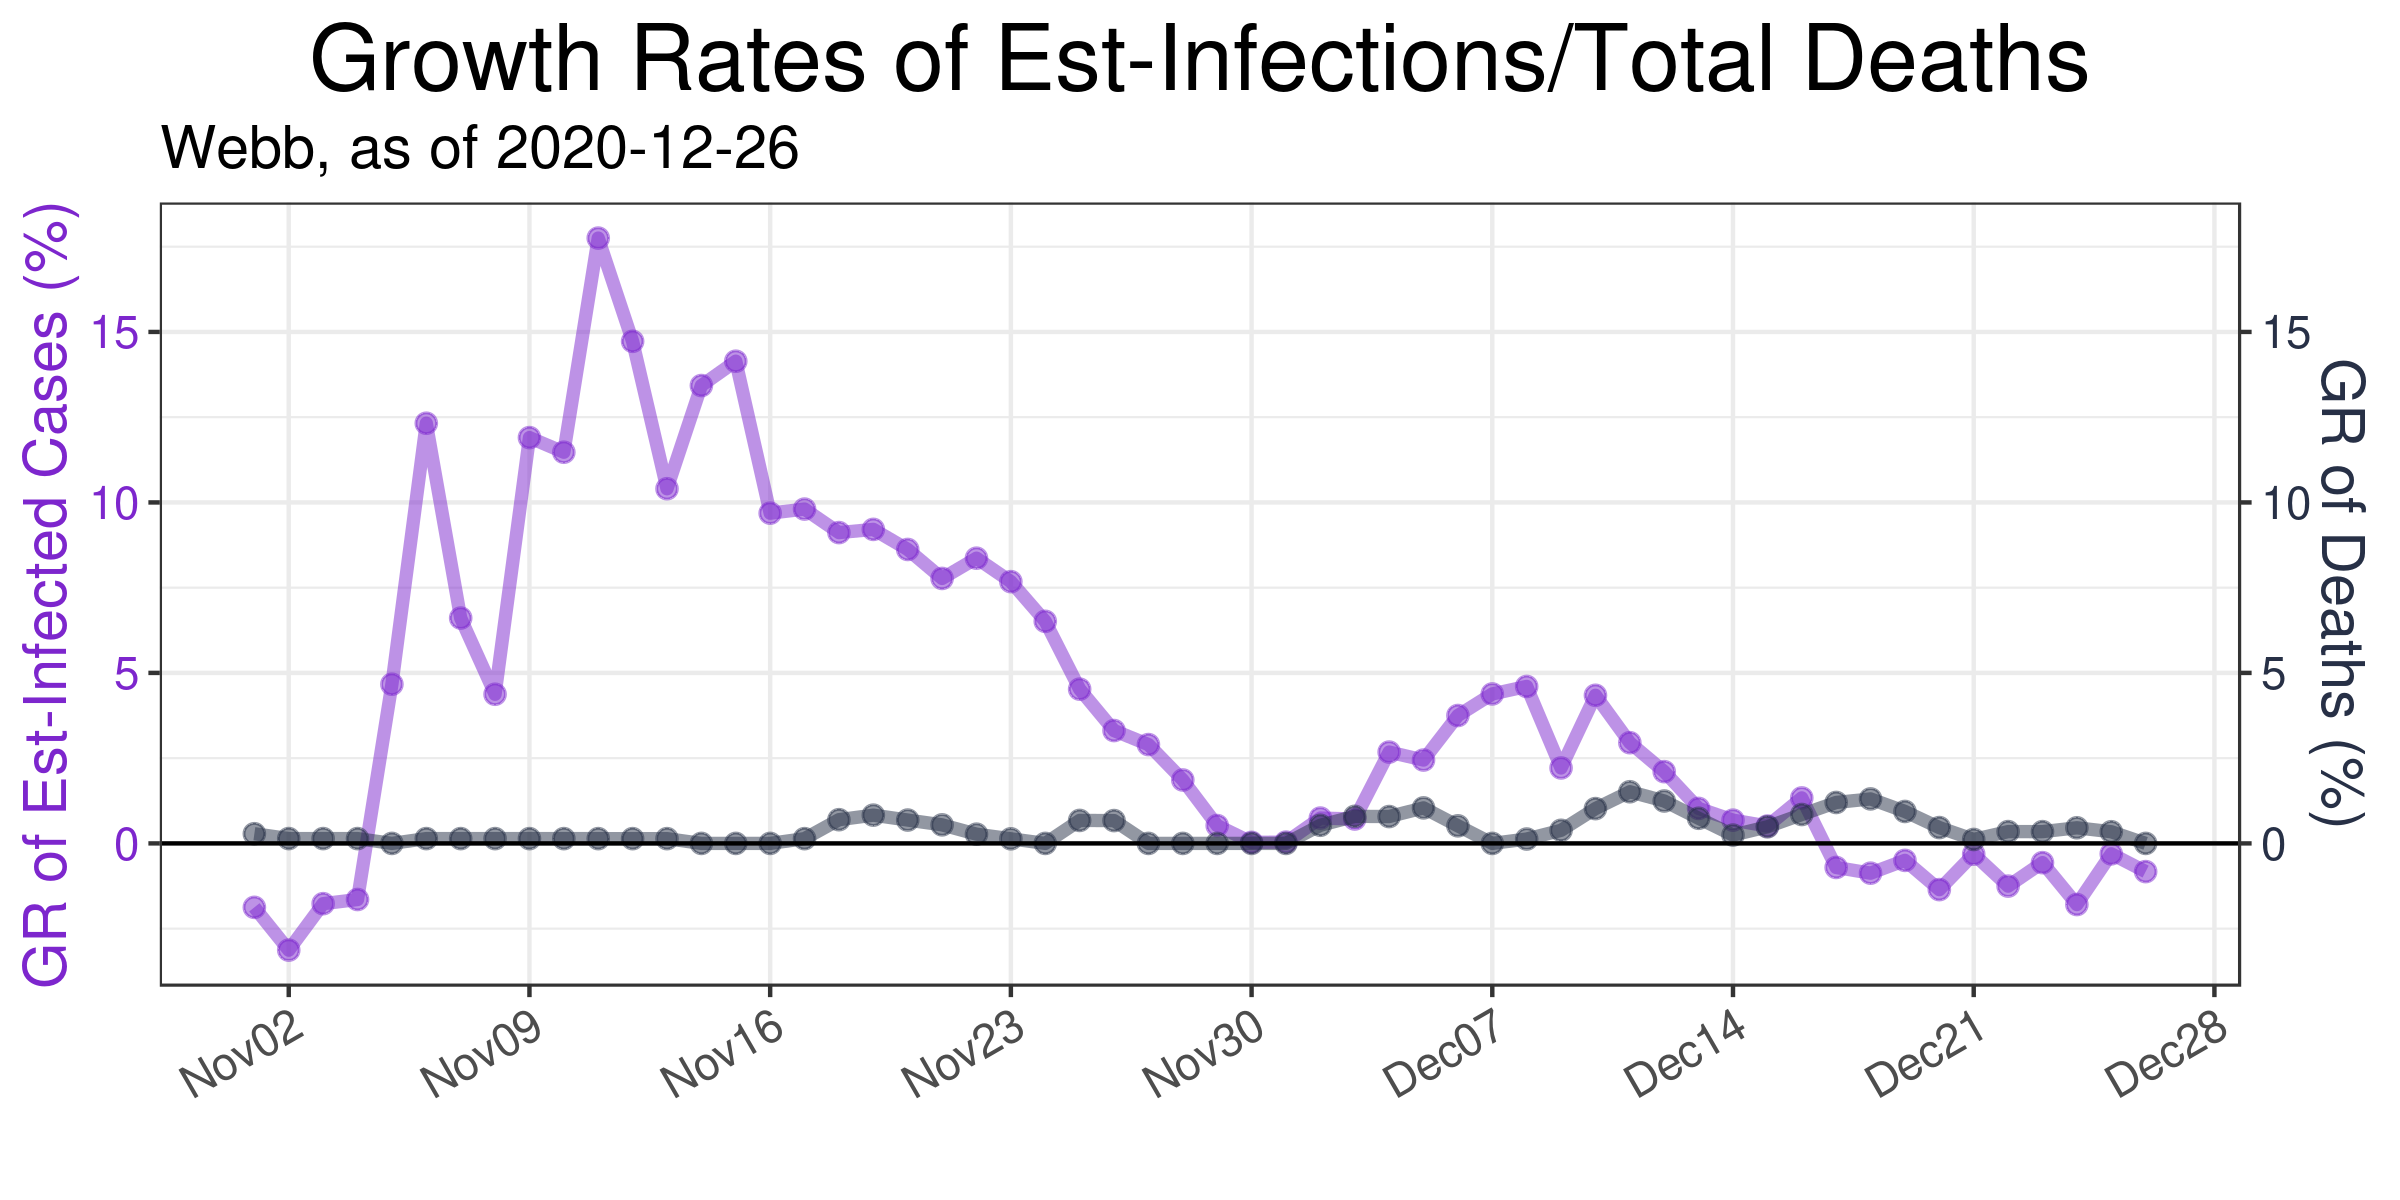 Growth Rates of Est-Infections/Total Deaths
Webb, as of 2020-12-26
GR of Est-Infected Cases (%)
15
10
5
0
15
10
5
0
GR of Deaths (%)
Nov02
Nov09
Nov16
Nov23
Nov30
Dec07
Dec14
Dec21
Dec28